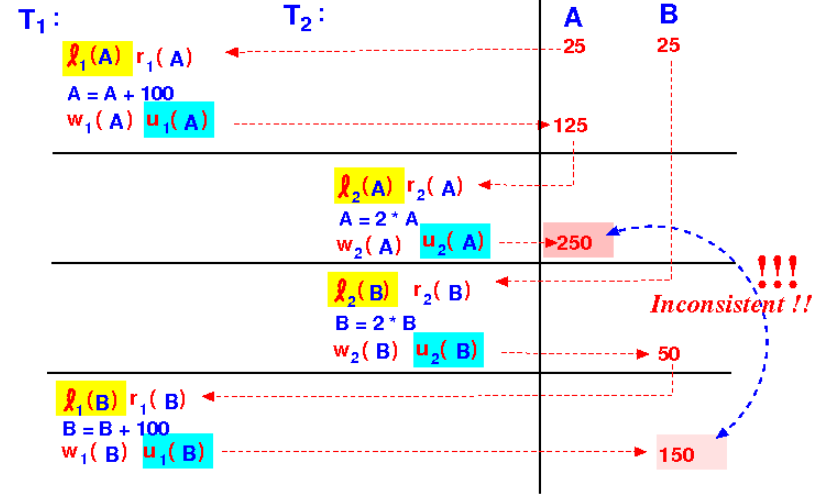 T1: T2: A B
ℓ1(A) r1(A) 25 25
A = A + 100
w1(A) u1(A) 125
ℓ2(A) r2(A)
A = 2 * A
w2(A) u2(A) 250
!!!
ℓ2(B) r2(B)
Inconsistent !!
B = 2 * B
w2(B) u2(B) 50
ℓ1(B) r1(B)
B = B + 100
w1(B) u1(B) 150